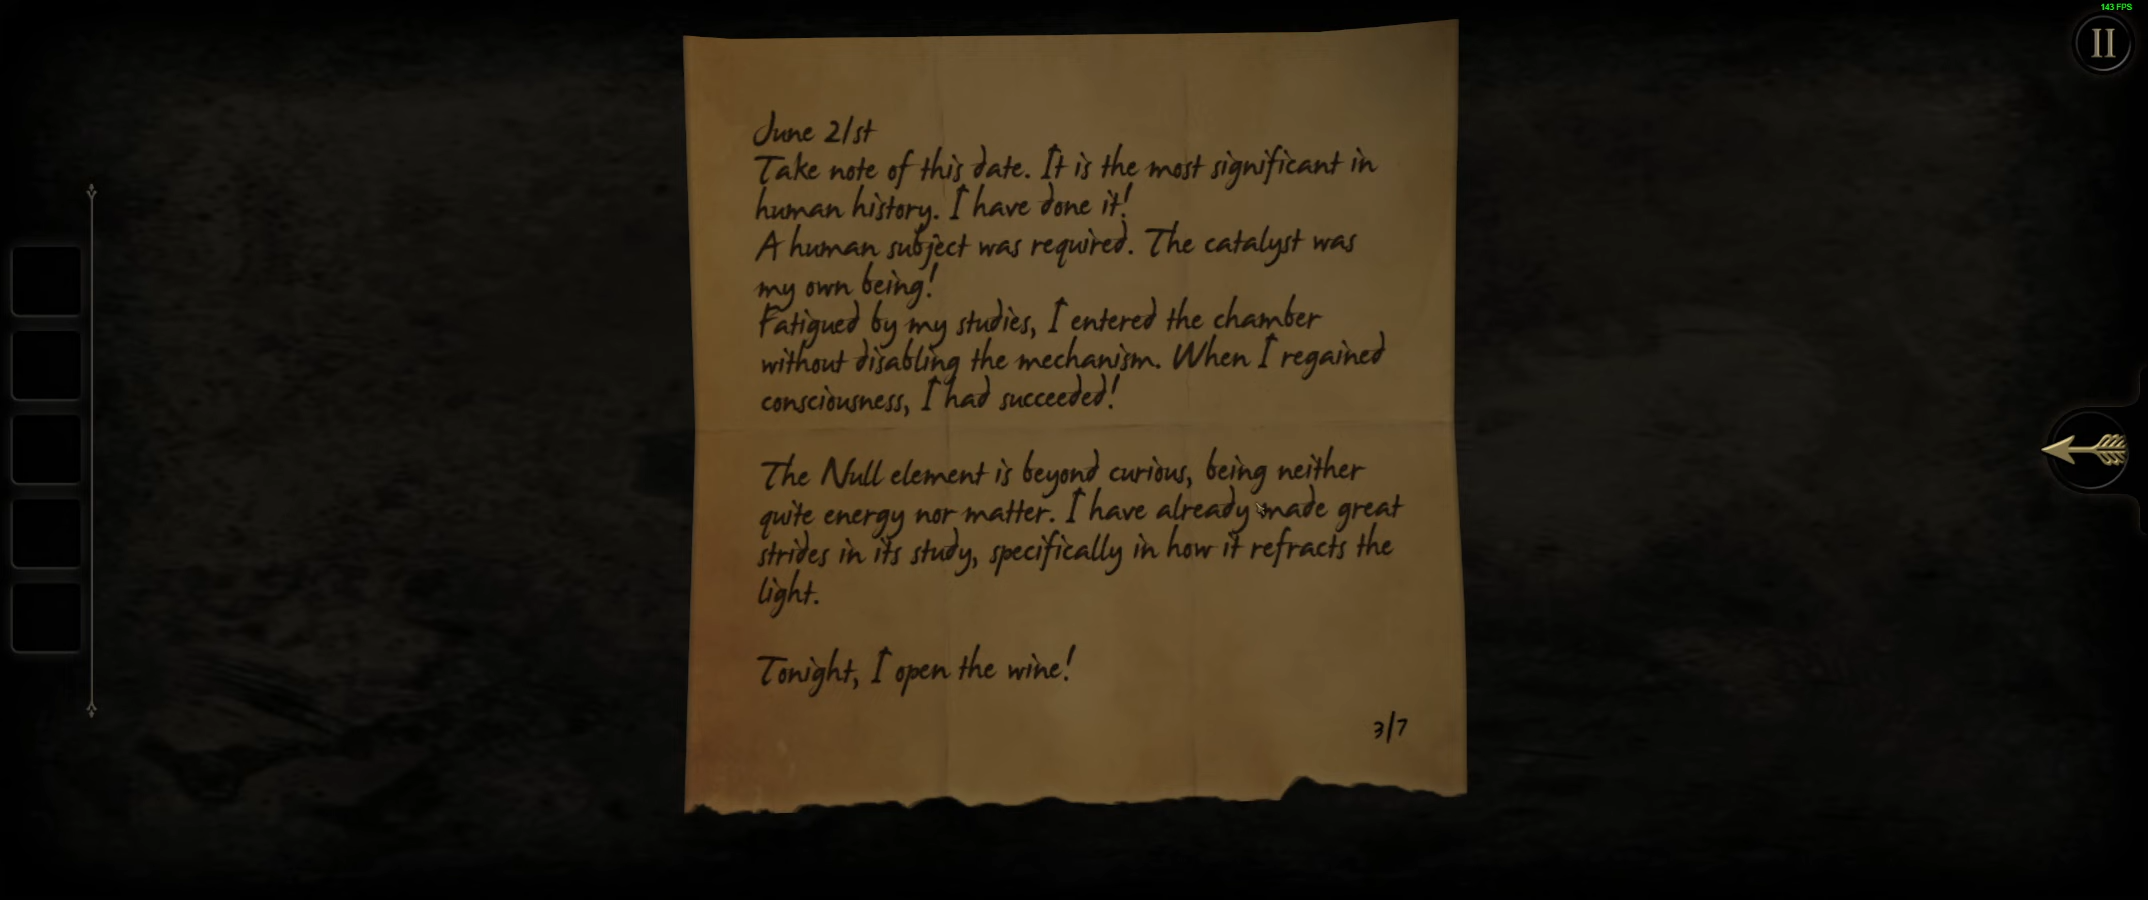 143 FPS
II
June 21st
Take note of this date. It is the most significant in
human history. I have done it!
A human subject was required. The catalyst was
my own being!
Fatigued by my studies, I entered the chamber
without disabling the mechanism. When I regained
consciousness, I had succeeded!
The Null element is beyond curious, being neither
quite energy nor matter. I have already made great
strides in its study, specifically in how it refracts the
light.
Tonight, I open the wine!
3/7